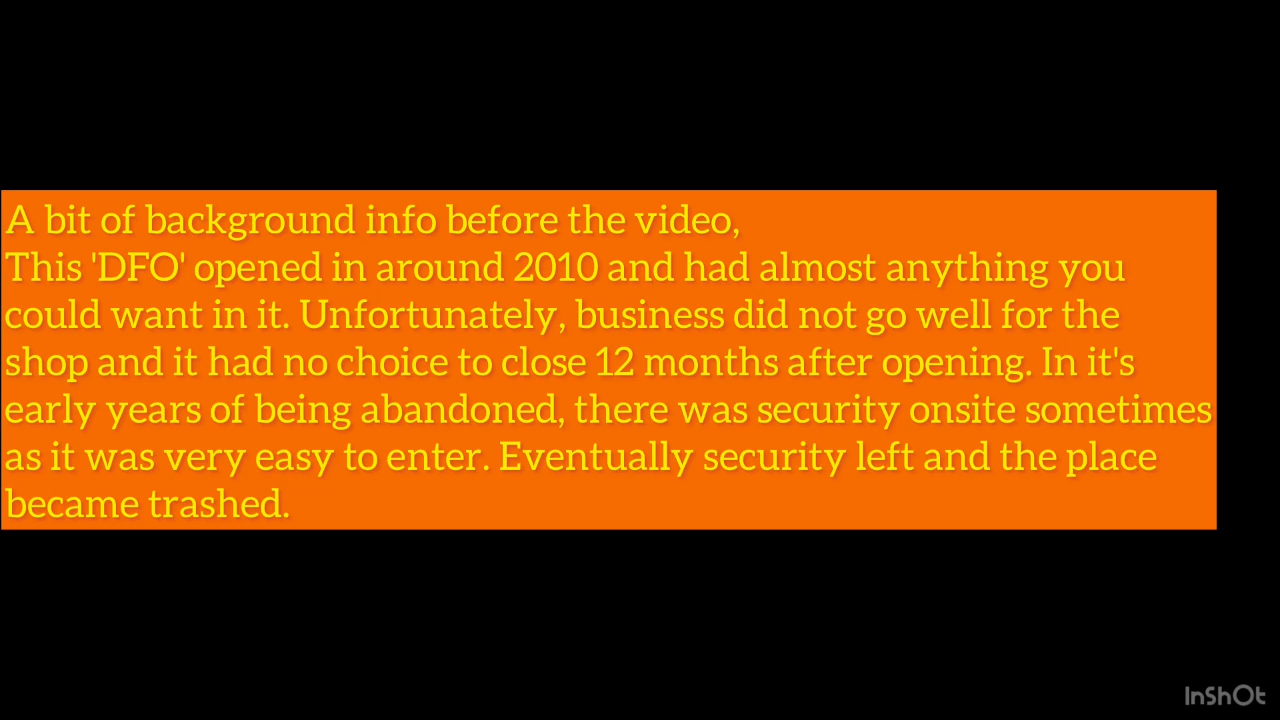 A bit of background info before the video,
This 'DFO' opened in around 2010 and had almost anything you
could want in it. Unfortunately, business did not go well for the
shop and it had no choice to close 12 months after opening. In it's
early years of being abandoned, there was security onsite sometimes
as it was very easy to enter. Eventually security left and the place
became trashed.
InShOt